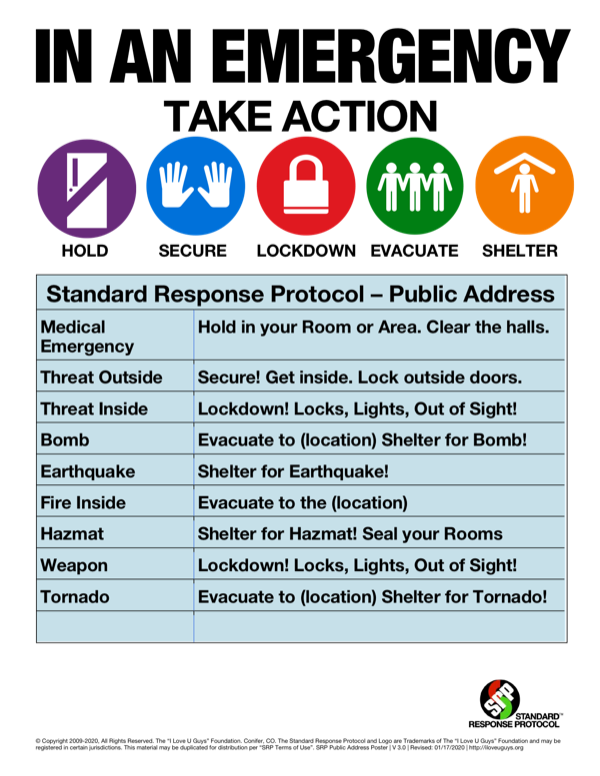 IN AN EMERGENCY
TAKE ACTION
HOLD SECURE LOCKDOWN EVACUATE SHELTER
Standard Response Protocol – Public Address
Medical Hold in your Room or Area. Clear the halls.
Emergency
Threat Outside Secure! Get inside. Lock outside doors.
Threat Inside Lockdown! Locks, Lights, Out of Sight!
Bomb Evacuate to (location) Shelter for Bomb!
Earthquake Shelter for Earthquake!
Fire Inside Evacuate to the (location)
Hazmat Shelter for Hazmat! Seal your Rooms
Weapon Lockdown! Locks, Lights, Out of Sight!
Tornado Evacuate to (location) Shelter for Tornado!
SRP
STANDARD™
RESPONSE PROTOCOL
© Copyright 2009-2020, All Rights Reserved. The “I Love U Guys” Foundation. Conifer, CO. The Standard Response Protocol and Logo are Trademarks of The “I Love U Guys” Foundation and may be
registered in certain jurisdictions. This material may be duplicated for distribution per “SRP Terms of Use”. SRP Public Address Poster | V 3.0 | Revised: 01/17/2020 | http://iloveuguys.org